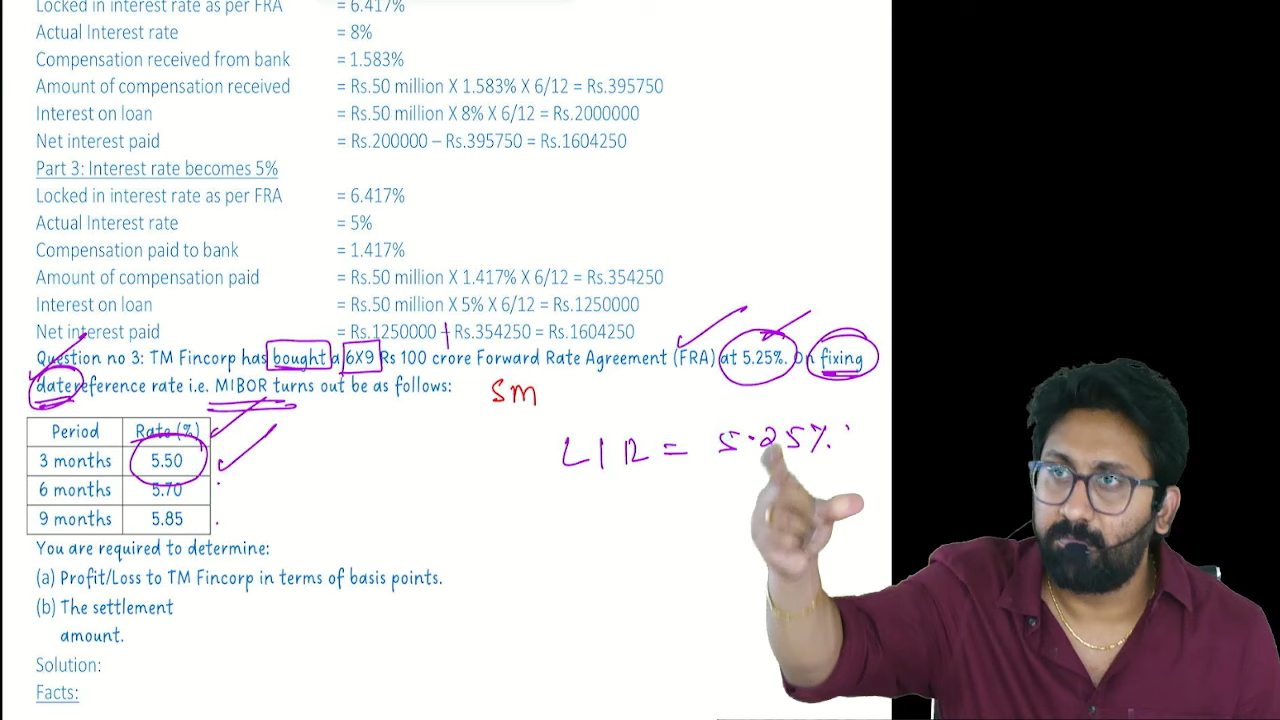 Locked in interest rate as per FRA = 6.417%
Actual Interest rate = 8%
Compensation received from bank = 1.583%
Amount of compensation received = Rs.50 million X 1.583% X 6/12 = Rs.395750
Interest on loan = Rs.50 million X 8% X 6/12 = Rs.2000000
Net interest paid = Rs.200000 – Rs.395750 = Rs.1604250
Part 3: Interest rate becomes 5%
Locked in interest rate as per FRA = 6.417%
Actual Interest rate = 5%
Compensation paid to bank = 1.417%
Amount of compensation paid = Rs.50 million X 1.417% X 6/12 = Rs.354250
Interest on loan = Rs.50 million X 5% X 6/12 = Rs.1250000
Net interest paid = Rs.1250000 + Rs.354250 = Rs.1604250
Question no 3: TM Fincorp has bought a 6X9 Rs 100 crore Forward Rate Agreement (FRA) at 5.25%. On fixing
date reference rate i.e. MIBOR turns out be as follows:
SM
Period Rate (%)
3 months 5.50
6 months 5.70
9 months 5.85
LIR = 5.25%
You are required to determine:
(a) Profit/Loss to TM Fincorp in terms of basis points.
(b) The settlement
amount.
Solution:
Facts: